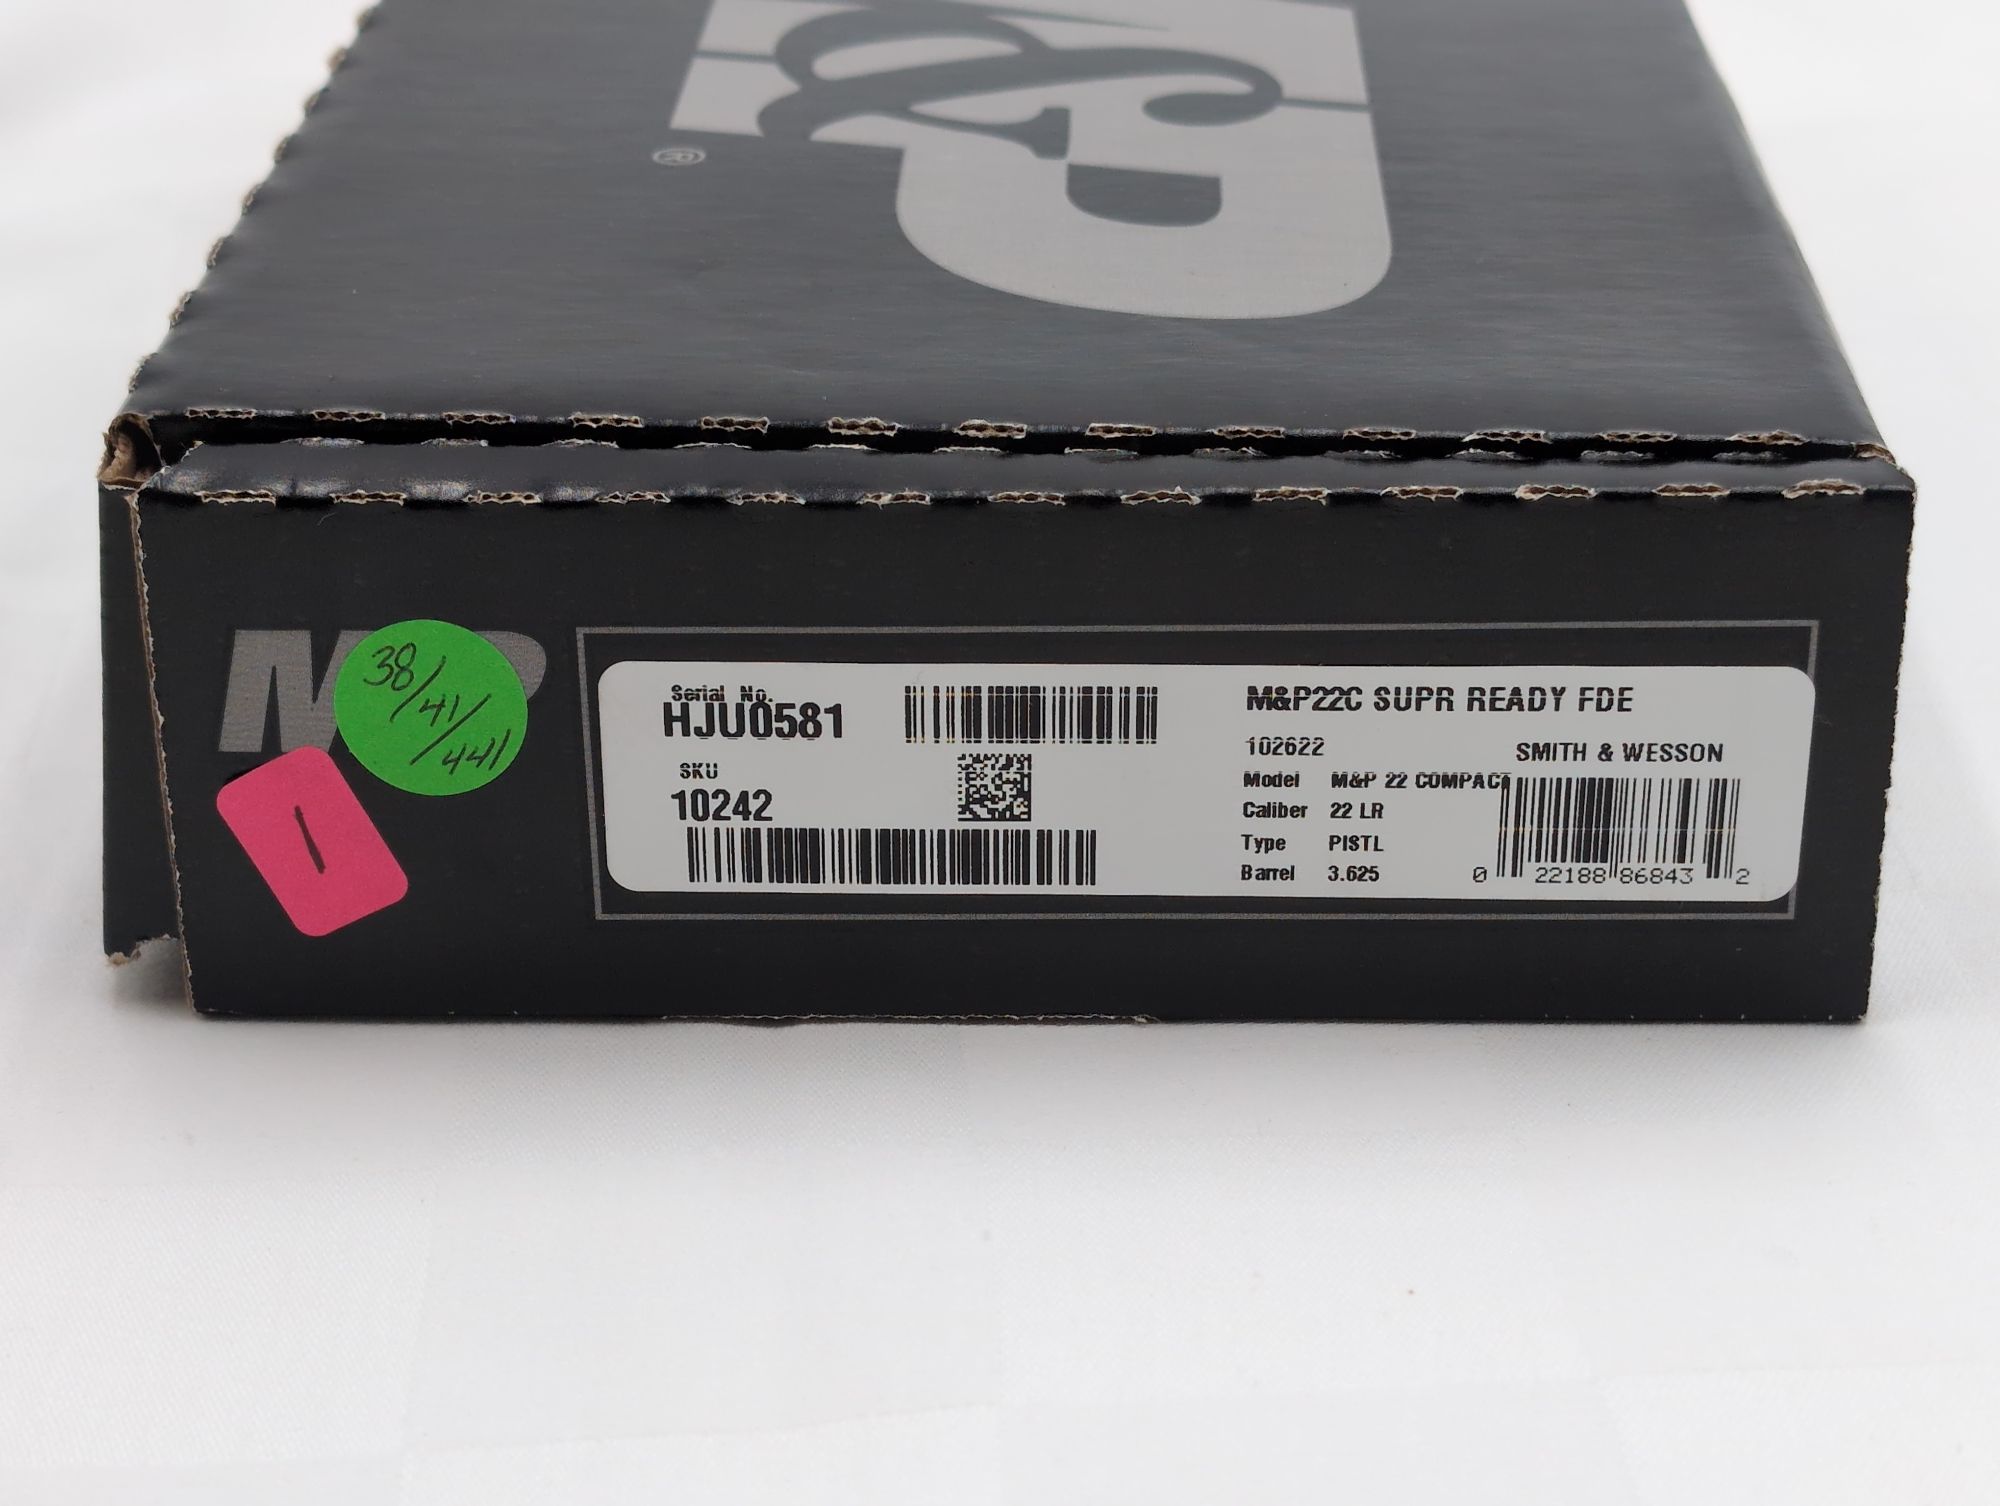 M&P
®
38/41/441
1
Serial No.
HJU0581
SKU
10242
M&P22C SUPR READY FDE
102622
SMITH & WESSON
Model M&P 22 COMPACT
Caliber 22 LR
Type PISTL
Barrel 3.625
0 22188 86843 2